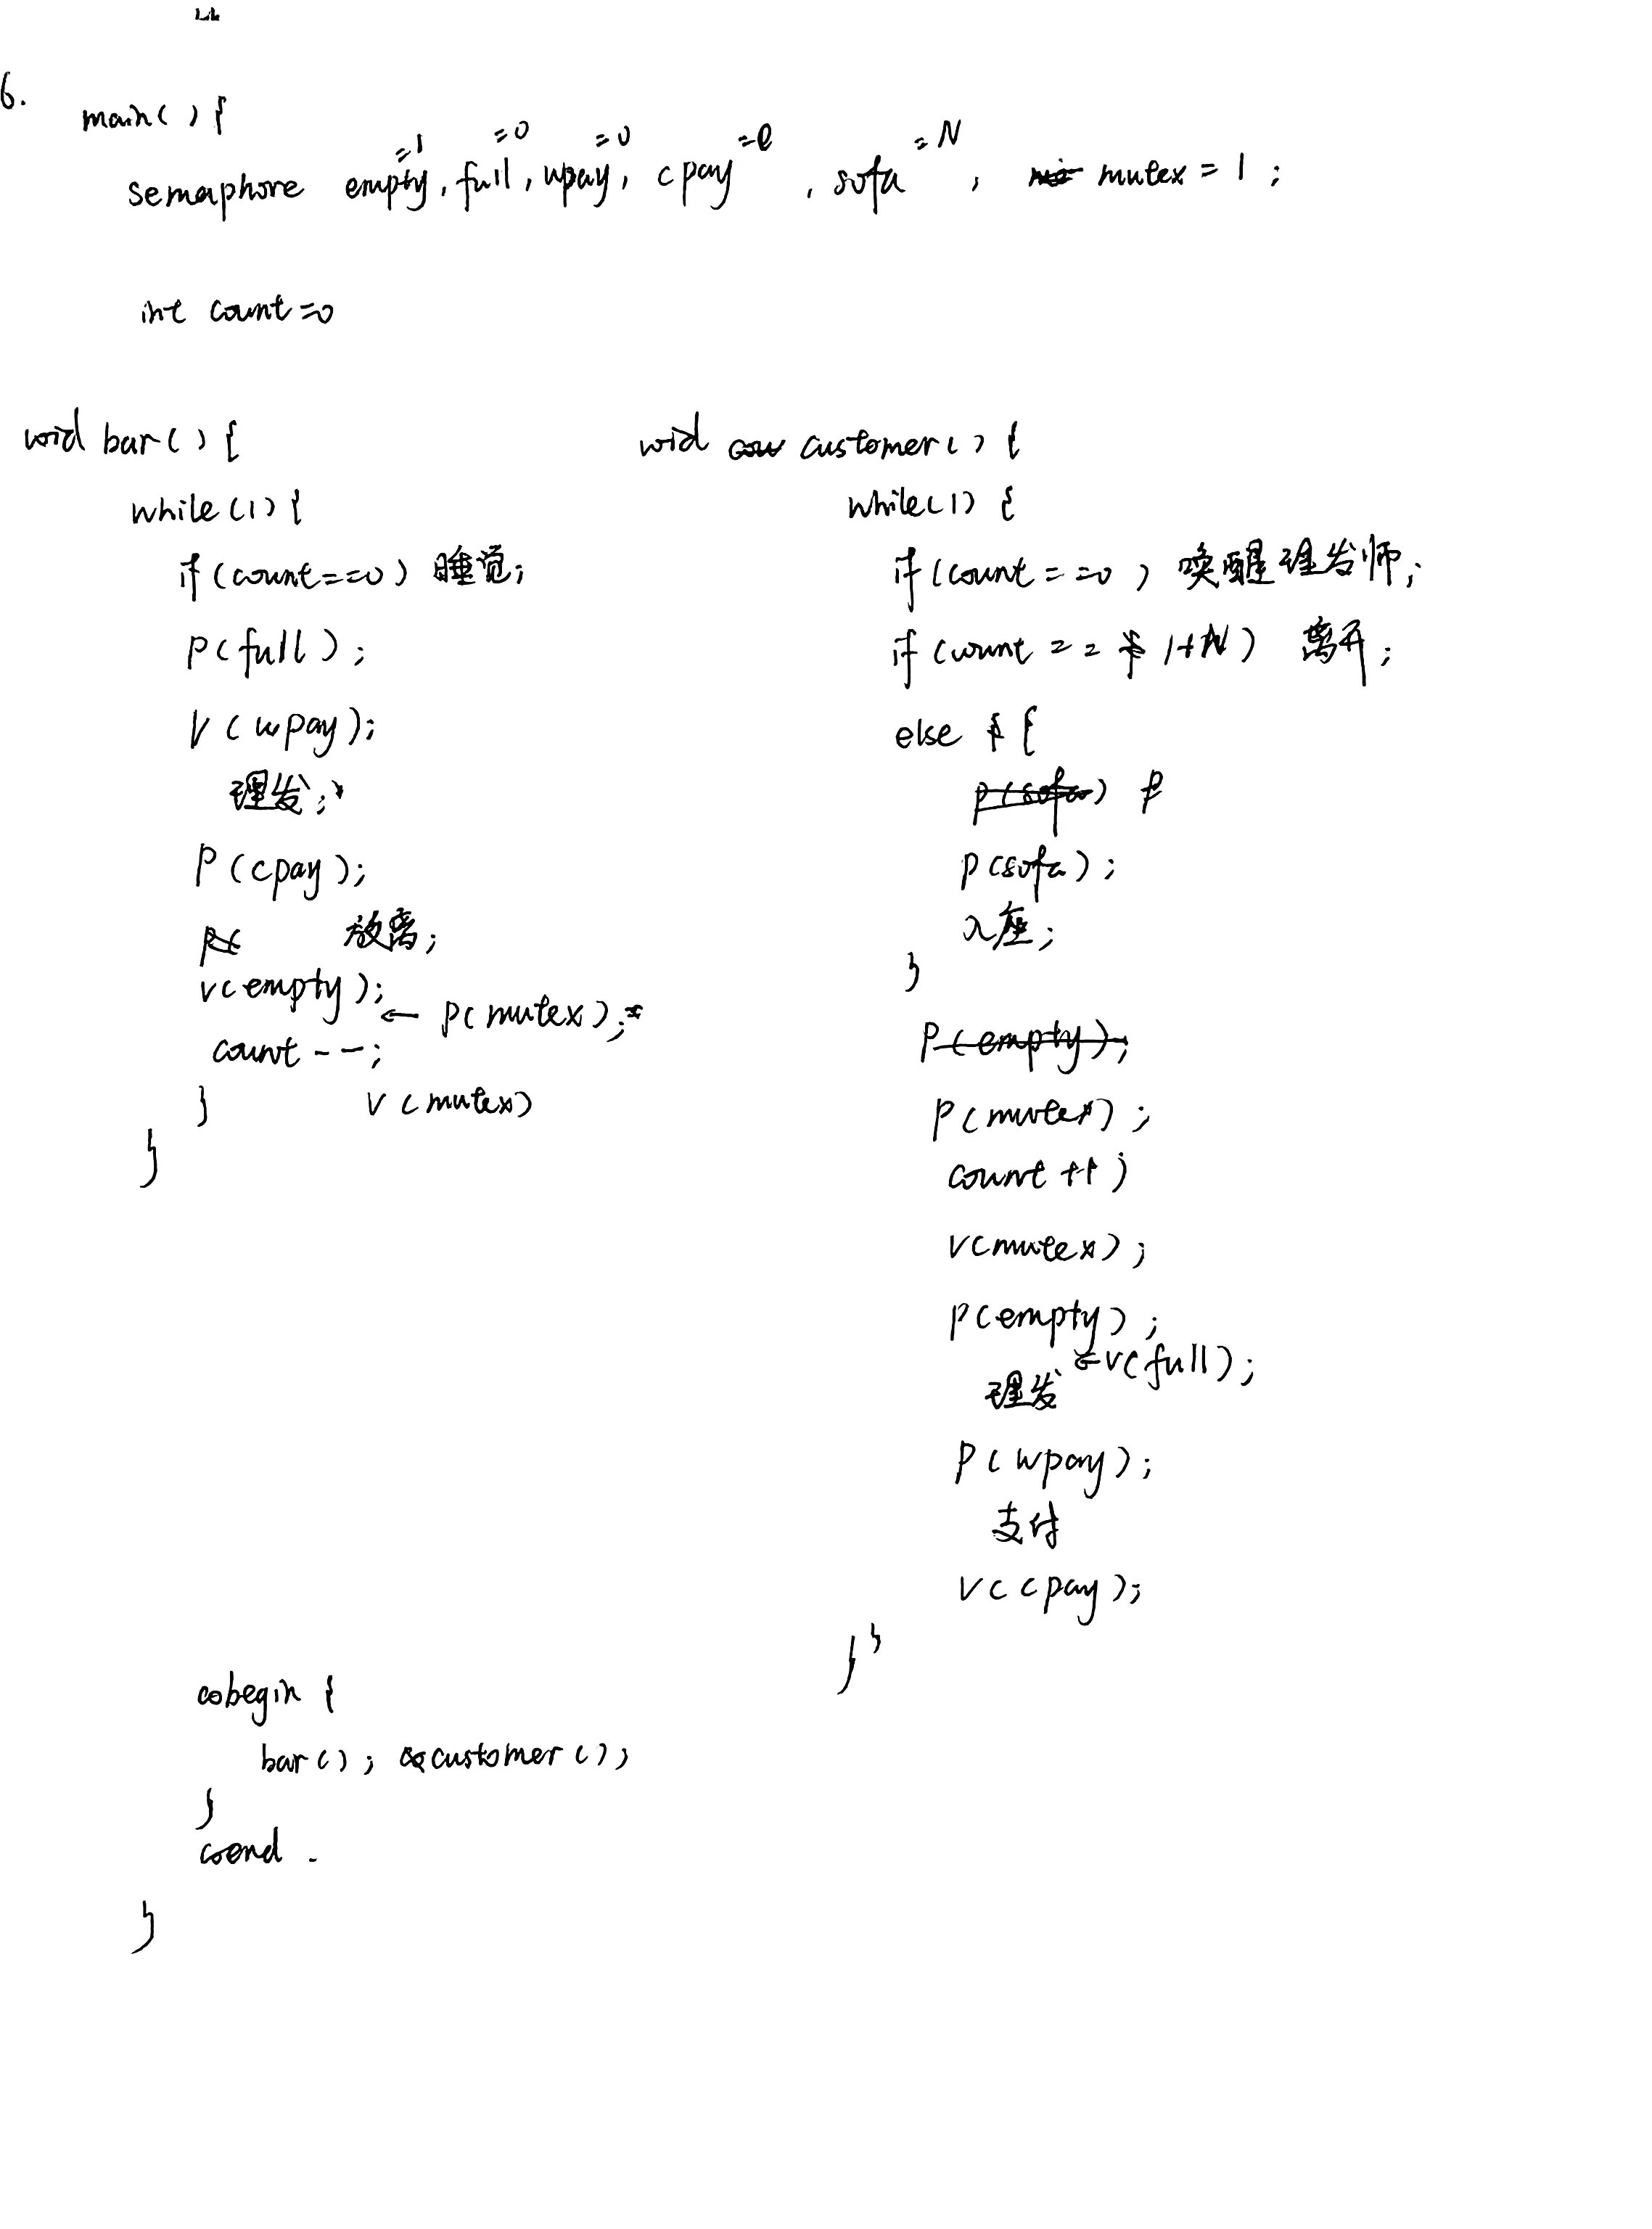 6.
main() {
semaphore empty=1, full=0, wpay=0, cpay=0, sofa=N, mutex=1;
int count=0
void bar() {
while(1) {
if(count==0) 睡觉;
P(full);
V(wpay);
理发;
P(cpay);
放离;
V(empty);
← P(mutex);
count--;
}
V(mutex)
}
void customer() {
while(1) {
if(count==0) 唤醒理发师;
if(count==1+N) 离开;
else {
P(sofa)
P(sofa);
入座;
}
P(empty);
P(mutex);
count++;
V(mutex);
P(empty);
←V(full);
理发
P(wpay);
支付
V(cpay);
}}
cobegin {
bar(); customer();
}
coend.
}